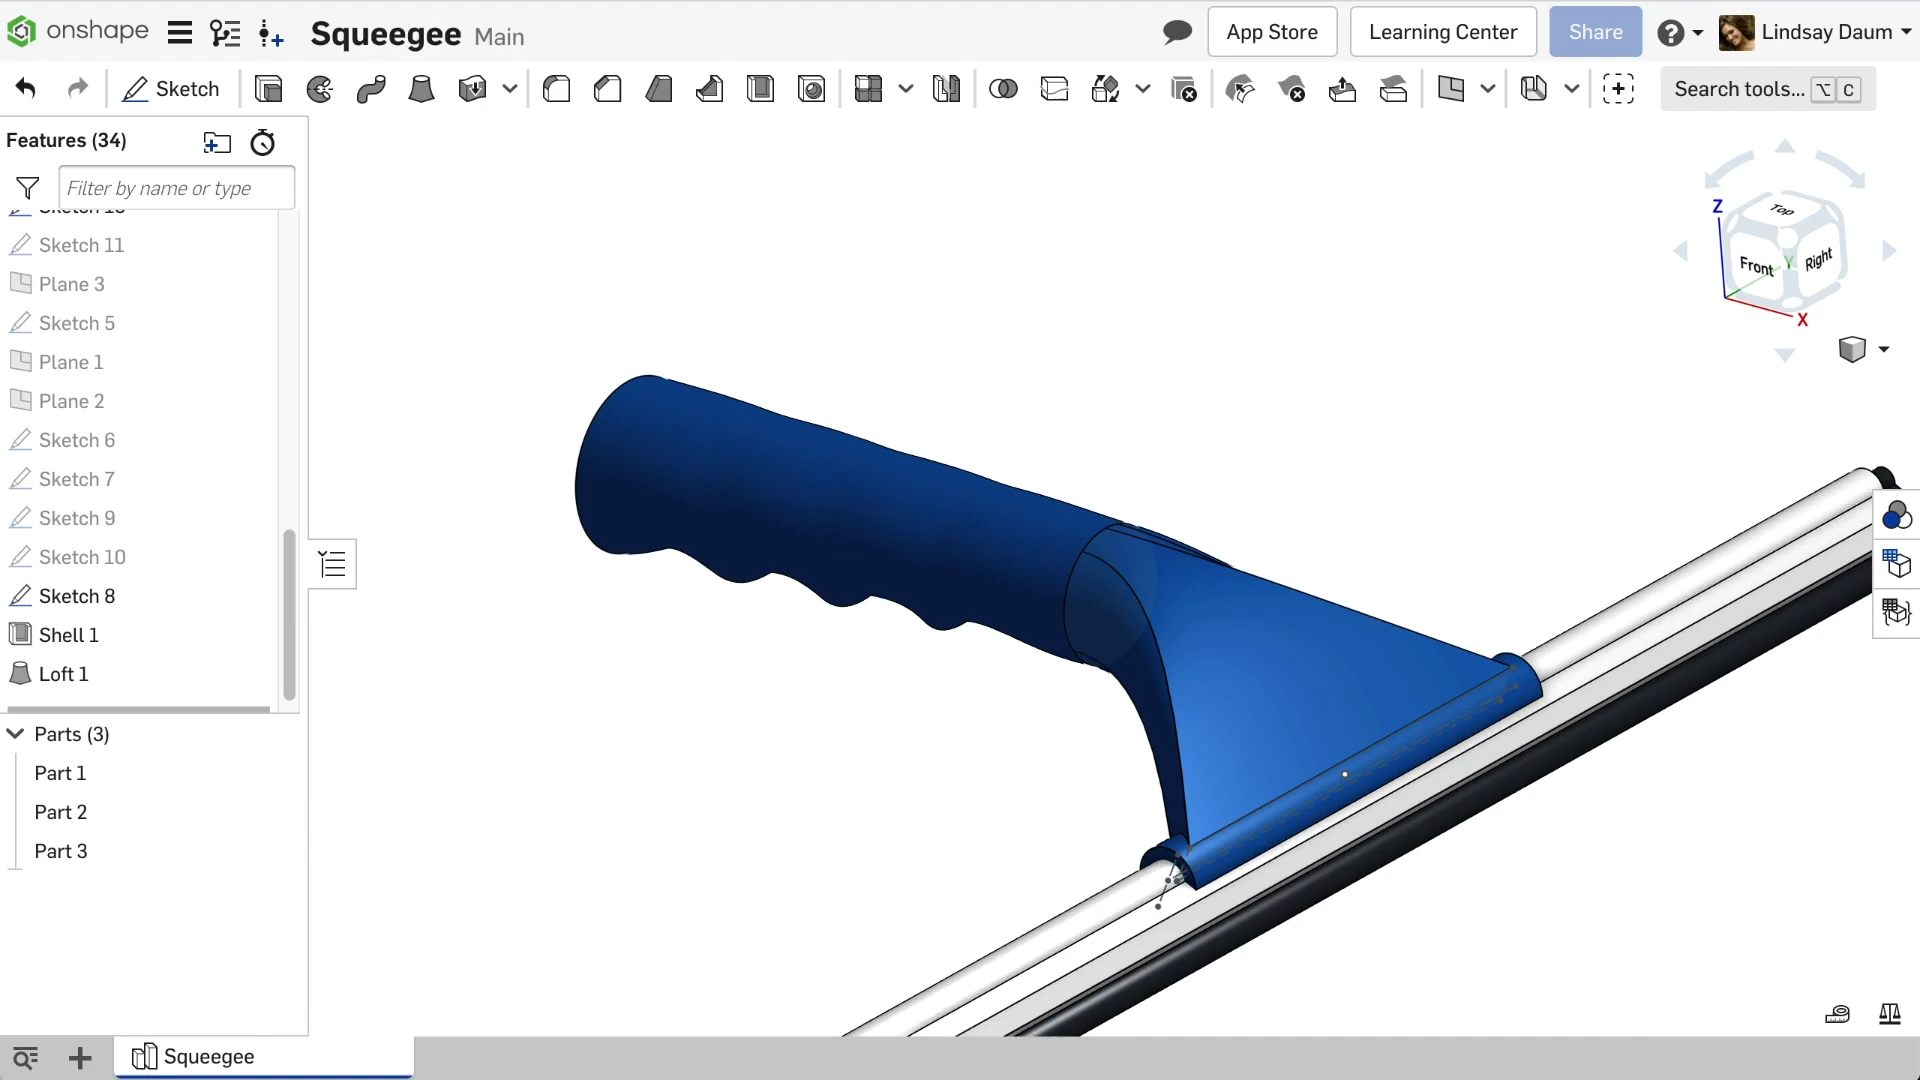 onshape Squeegee Main App Store Learning Center Share Lindsay Daum
Sketch Search tools... ⌥ C
Features (34)
Filter by name or type
Sketch 11
Plane 3
Sketch 5
Plane 1
Plane 2
Sketch 6
Sketch 7
Sketch 9
Sketch 10
Sketch 8
Shell 1
Loft 1
Parts (3)
Part 1
Part 2
Part 3
Z
Top
Front
Y
Right
X
Squeegee